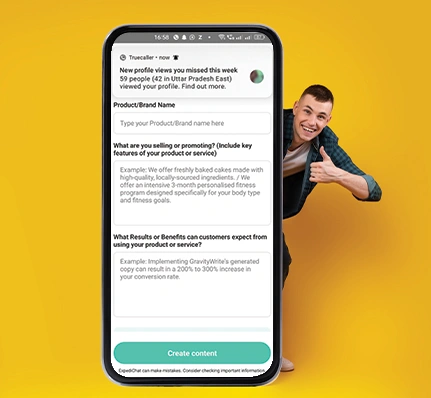 16:58 Z
Truecaller • now
New profile views you missed this week
59 people (42 in Uttar Pradesh East)
viewed your profile. Find out more.
Product/Brand Name
Type your Product/Brand name here
What are you selling or promoting? (Include key
features of your product or service)
Example: We offer freshly baked cakes made with
high-quality, locally-sourced ingredients. / We
offer an intensive 3-month personalised fitness
program designed specifically for your body type
and fitness goals.
What Results or Benefits can customers expect from
using your product or service?
Example: Implementing GravityWrite's generated
copy can result in a 200% to 300% increase in
your conversion rate.
Create content
ExpediChat can make mistakes. Consider checking important information